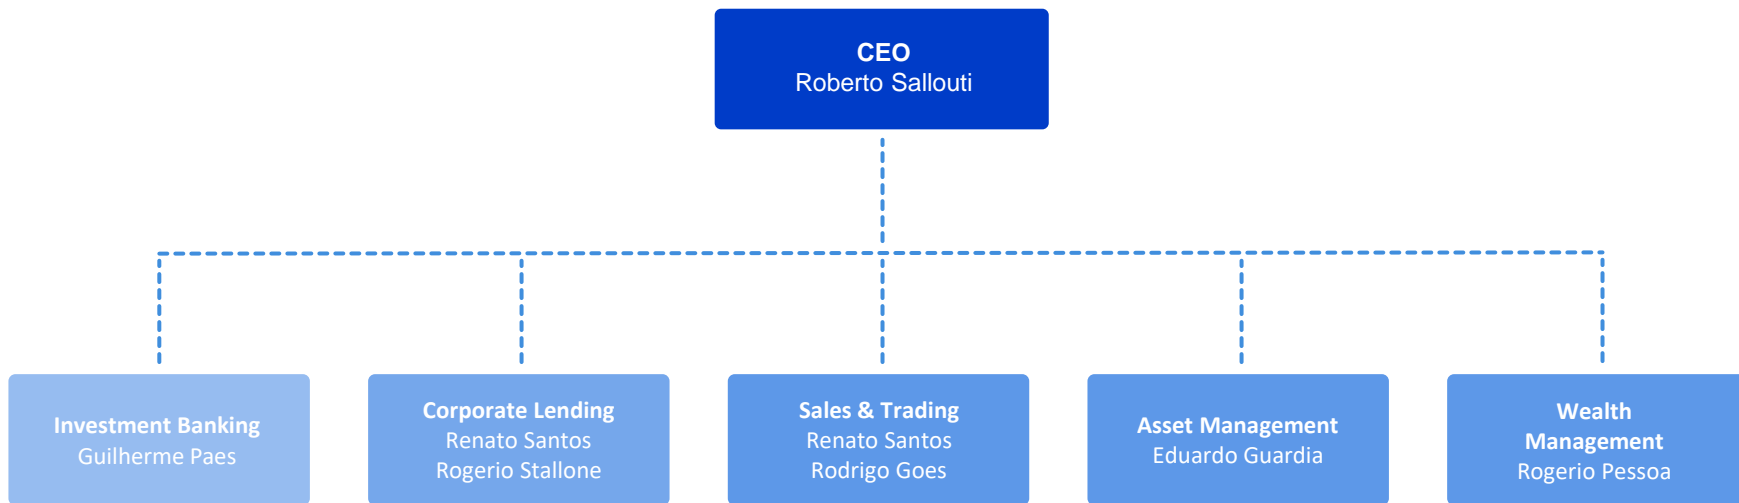 CEO
Roberto Sallouti
Investment Banking
Guilherme Paes
Corporate Lending
Renato Santos
Rogerio Stallone
Sales & Trading
Renato Santos
Rodrigo Goes
Asset Management
Eduardo Guardia
Wealth
Management
Rogerio Pessoa